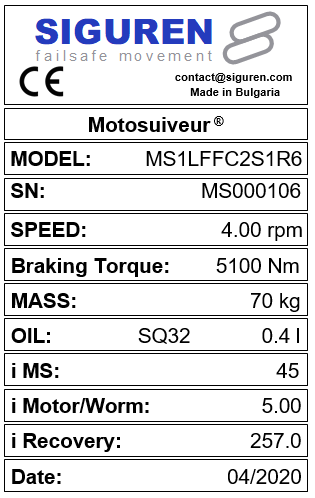 SIGUREN
failsafe movement
CE
contact@siguren.com
Made in Bulgaria
Motosuiveur ®
MODEL: MS1LFFC2S1R6
SN: MS000106
SPEED: 4.00 rpm
Braking Torque: 5100 Nm
MASS: 70 kg
OIL: SQ32 0.4 l
i MS: 45
i Motor/Worm: 5.00
i Recovery: 257.0
Date: 04/2020